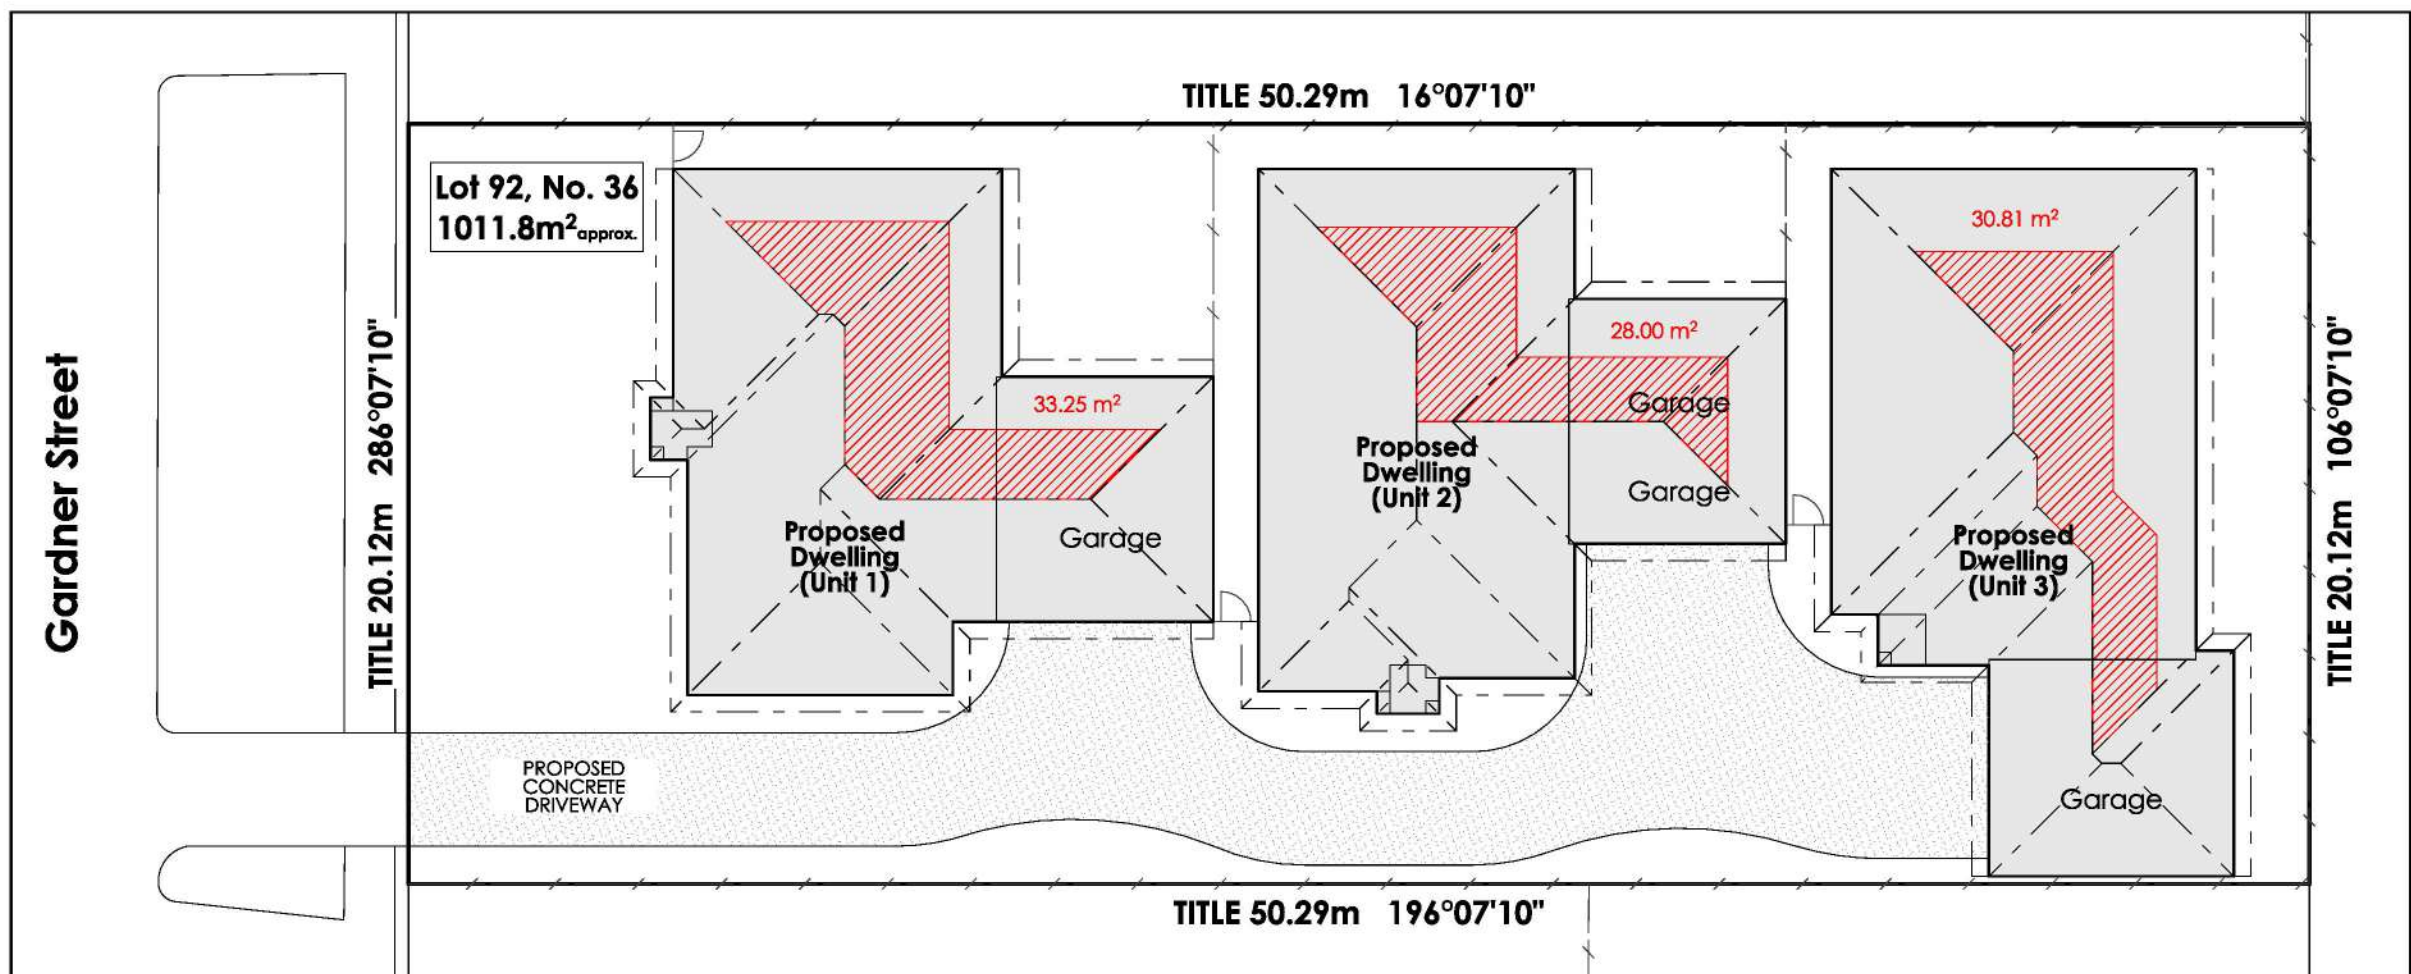 TITLE 50.29m 16°07'10"
Lot 92, No. 36
1011.8m² approx.
Gardner Street
TITLE 20.12m 286°07'10"
33.25 m²
Garage
Proposed
Dwelling
(Unit 1)
28.00 m²
Garage
Garage
Proposed
Dwelling
(Unit 2)
30.81 m²
Proposed
Dwelling
(Unit 3)
Garage
TITLE 20.12m 106°07'10"
PROPOSED
CONCRETE
DRIVEWAY
TITLE 50.29m 196°07'10"